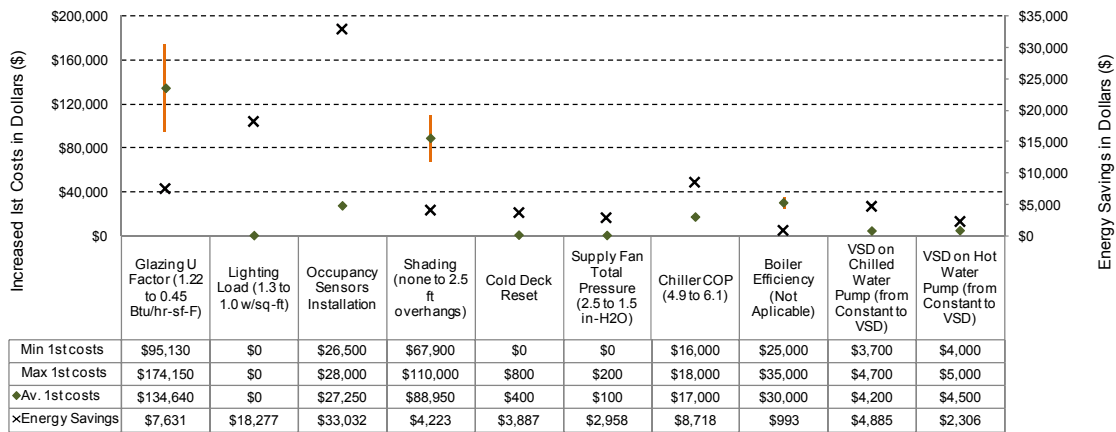 Increased Ist Costs in Dollars ($)
$200,000
$160,000
$120,000
$80,000
$40,000
$0
$35,000
$30,000
$25,000
$20,000
$15,000
$10,000
$5,000
$0
Energy Savings in Dollars ($)
Glazing U
Factor (1.22
to 0.45
Btu/hr-sf-F)
Lighting
Load (1.3 to
1.0 w/sq-ft)
Occupancy
Sensors
Installation
Shading
(none to 2.5
ft
overhangs)
Cold Deck
Reset
Supply Fan
Total
Pressure
(2.5 to 1.5
in-H2O)
Chiller COP
(4.9 to 6.1)
Boiler
Efficiency
(Not
Aplicable)
VSD on
Chilled
Water
Pump (from
Constant to
VSD)
VSD on Hot
Water
Pump (from
Constant to
VSD)
Min 1st costs $95,130 $0 $26,500 $67,900 $0 $0 $16,000 $25,000 $3,700 $4,000
Max 1st costs $174,150 $0 $28,000 $110,000 $800 $200 $18,000 $35,000 $4,700 $5,000
Av. 1st costs $134,640 $0 $27,250 $88,950 $400 $100 $17,000 $30,000 $4,200 $4,500
Energy Savings $7,631 $18,277 $33,032 $4,223 $3,887 $2,958 $8,718 $993 $4,885 $2,306